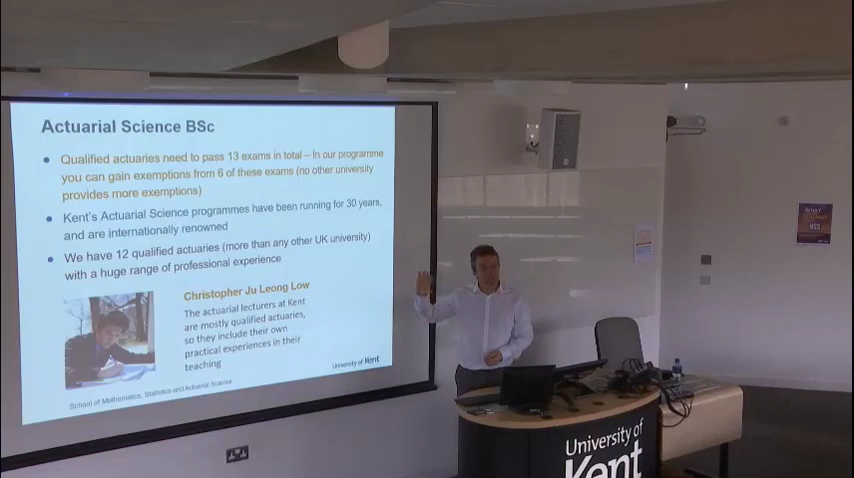 Actuarial Science BSc
Qualified actuaries need to pass 13 exams in total – In our programme
you can gain exemptions from 6 of these exams (no other university
provides more exemptions)
Kent's Actuarial Science programmes have been running for 30 years,
and are internationally renowned
We have 12 qualified actuaries (more than any other UK university)
with a huge range of professional experience
Christopher Ju Leong Low
The actuarial lecturers at Kent
are mostly qualified actuaries,
so they include their own
practical experiences in their
teaching
University of Kent
School of Mathematics, Statistics and Actuarial Science
WHAT
NSS
University of
Kent